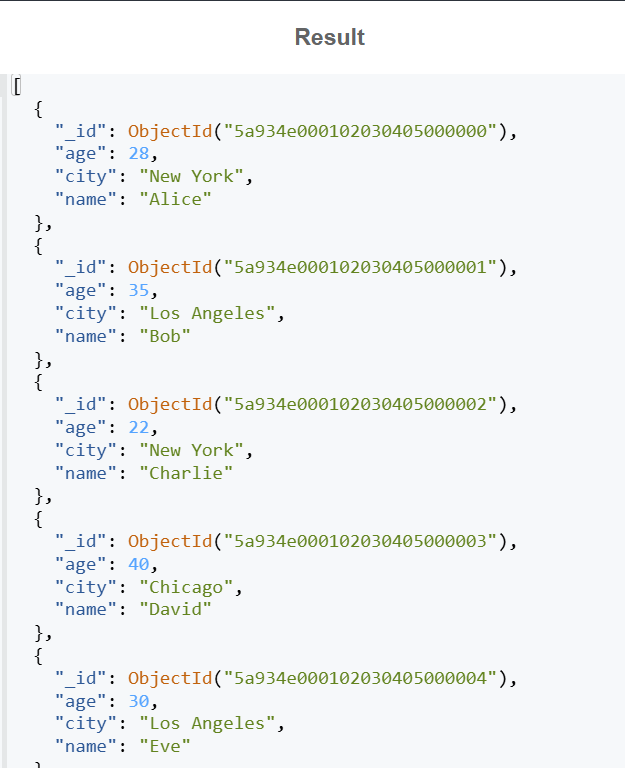 Result
[
  {
    "_id": ObjectId("5a934e000102030405000000"),
    "age": 28,
    "city": "New York",
    "name": "Alice"
  },
  {
    "_id": ObjectId("5a934e000102030405000001"),
    "age": 35,
    "city": "Los Angeles",
    "name": "Bob"
  },
  {
    "_id": ObjectId("5a934e000102030405000002"),
    "age": 22,
    "city": "New York",
    "name": "Charlie"
  },
  {
    "_id": ObjectId("5a934e000102030405000003"),
    "age": 40,
    "city": "Chicago",
    "name": "David"
  },
  {
    "_id": ObjectId("5a934e000102030405000004"),
    "age": 30,
    "city": "Los Angeles",
    "name": "Eve"
  }